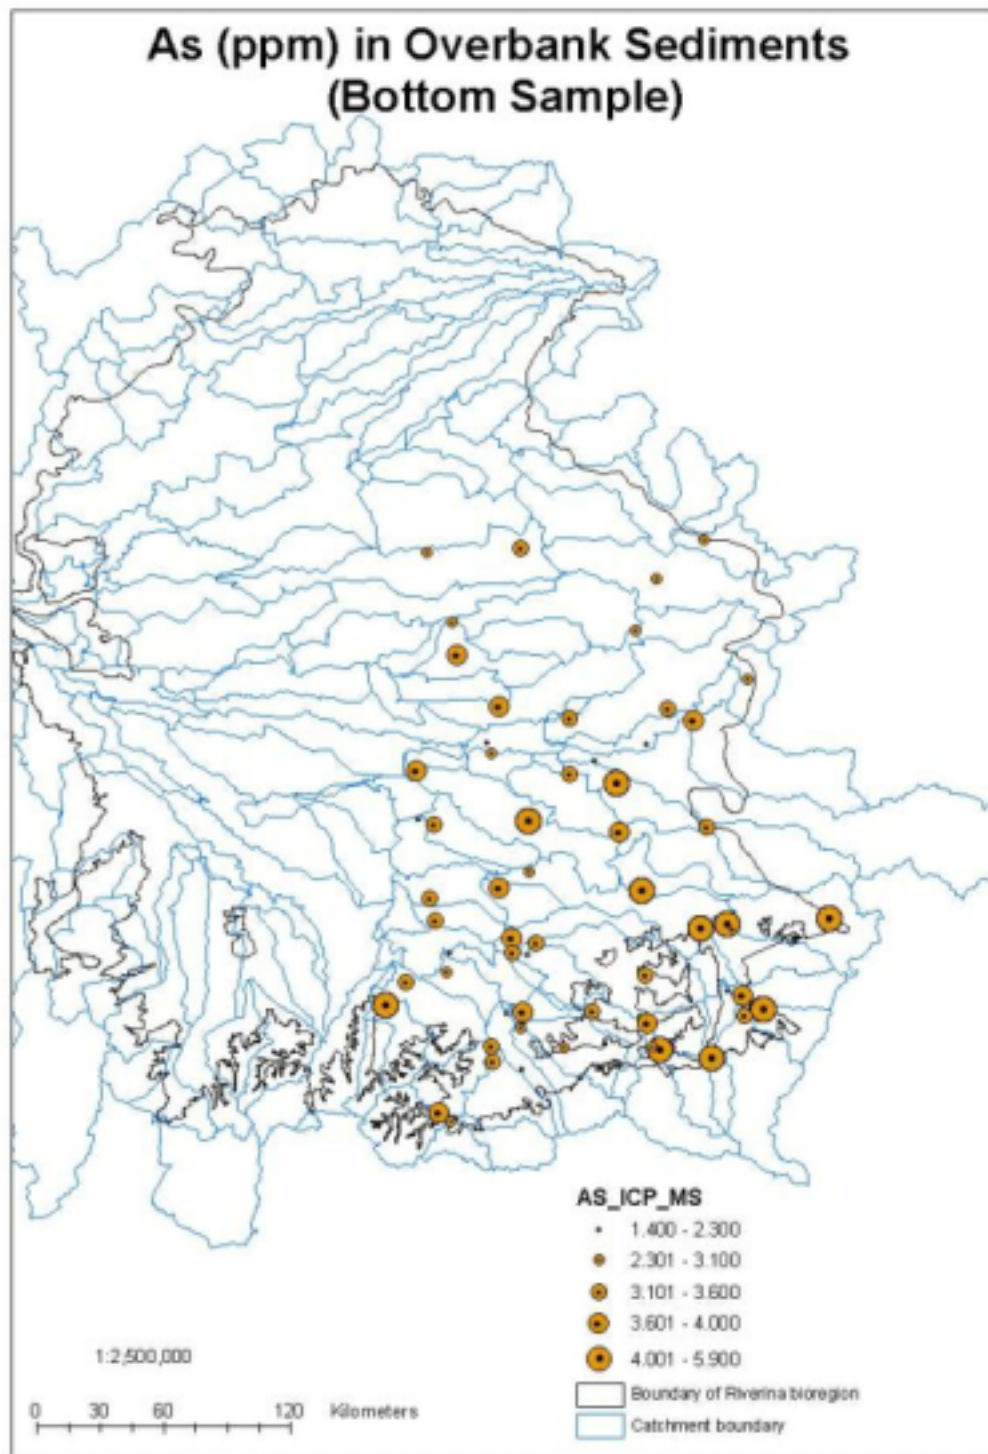 As (ppm) in Overbank Sediments
(Bottom Sample)
AS_ICP_MS
1.400 - 2.300
2.301 - 3.100
3.101 - 3.600
3.601 - 4.000
4.001 - 5.900
Boundary of Riverina bioregion
Catchment boundary
1:2,500,000
0 30 60 120 Kilometers